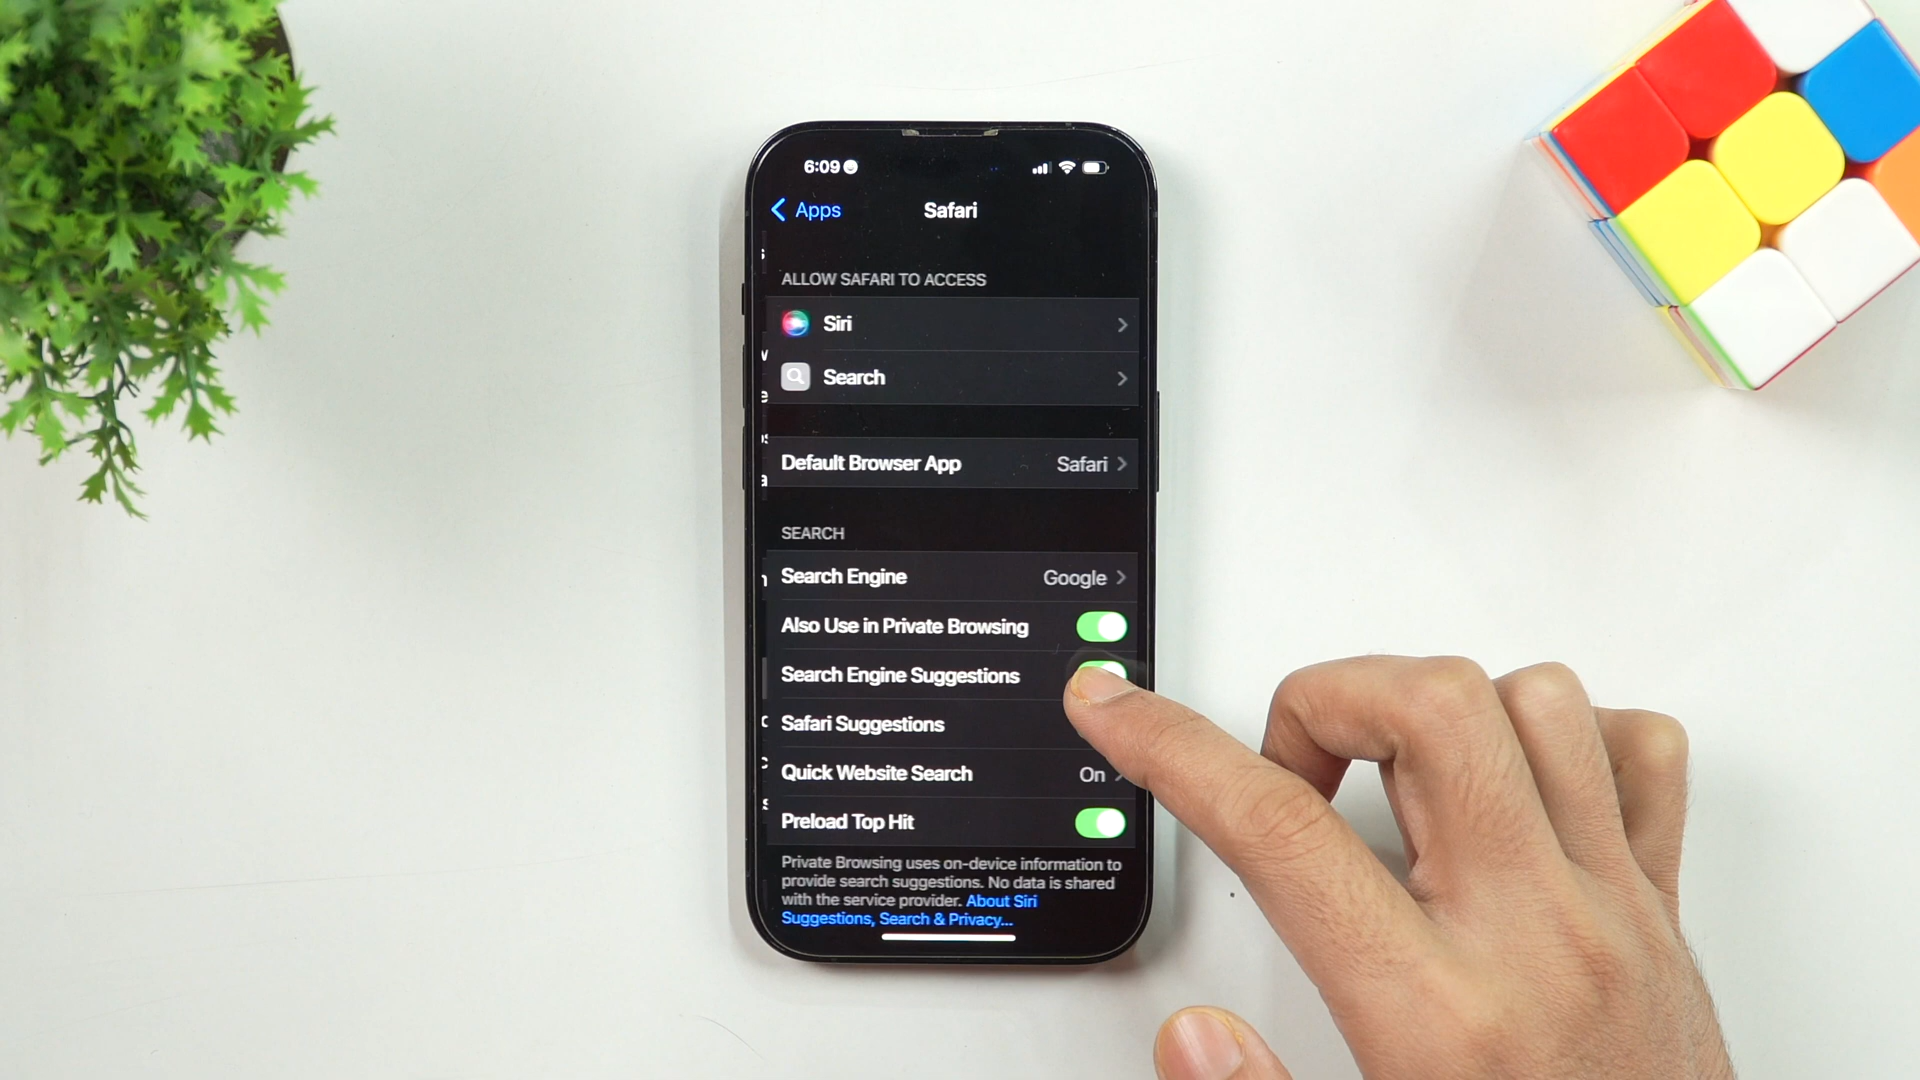 6:09
Apps
Safari
ALLOW SAFARI TO ACCESS
Siri
Search
Default Browser App Safari
SEARCH
Search Engine Google
Also Use in Private Browsing
Search Engine Suggestions
Safari Suggestions
Quick Website Search On
Preload Top Hit
Private Browsing uses on-device information to
provide search suggestions. No data is shared
with the service provider. About Siri
Suggestions, Search & Privacy...